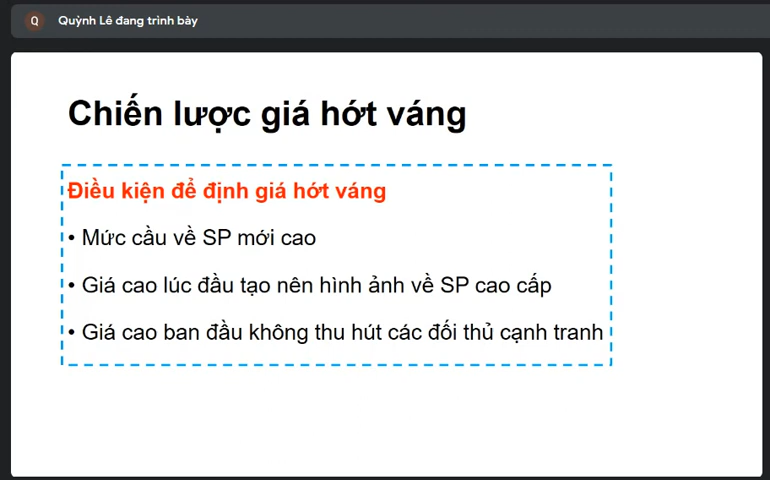 Q Quỳnh Lê đang trình bày
Chiến lược giá hớt váng
Điều kiện để định giá hớt váng
• Mức cầu về SP mới cao
• Giá cao lúc đầu tạo nên hình ảnh về SP cao cấp
• Giá cao ban đầu không thu hút các đối thủ cạnh tranh